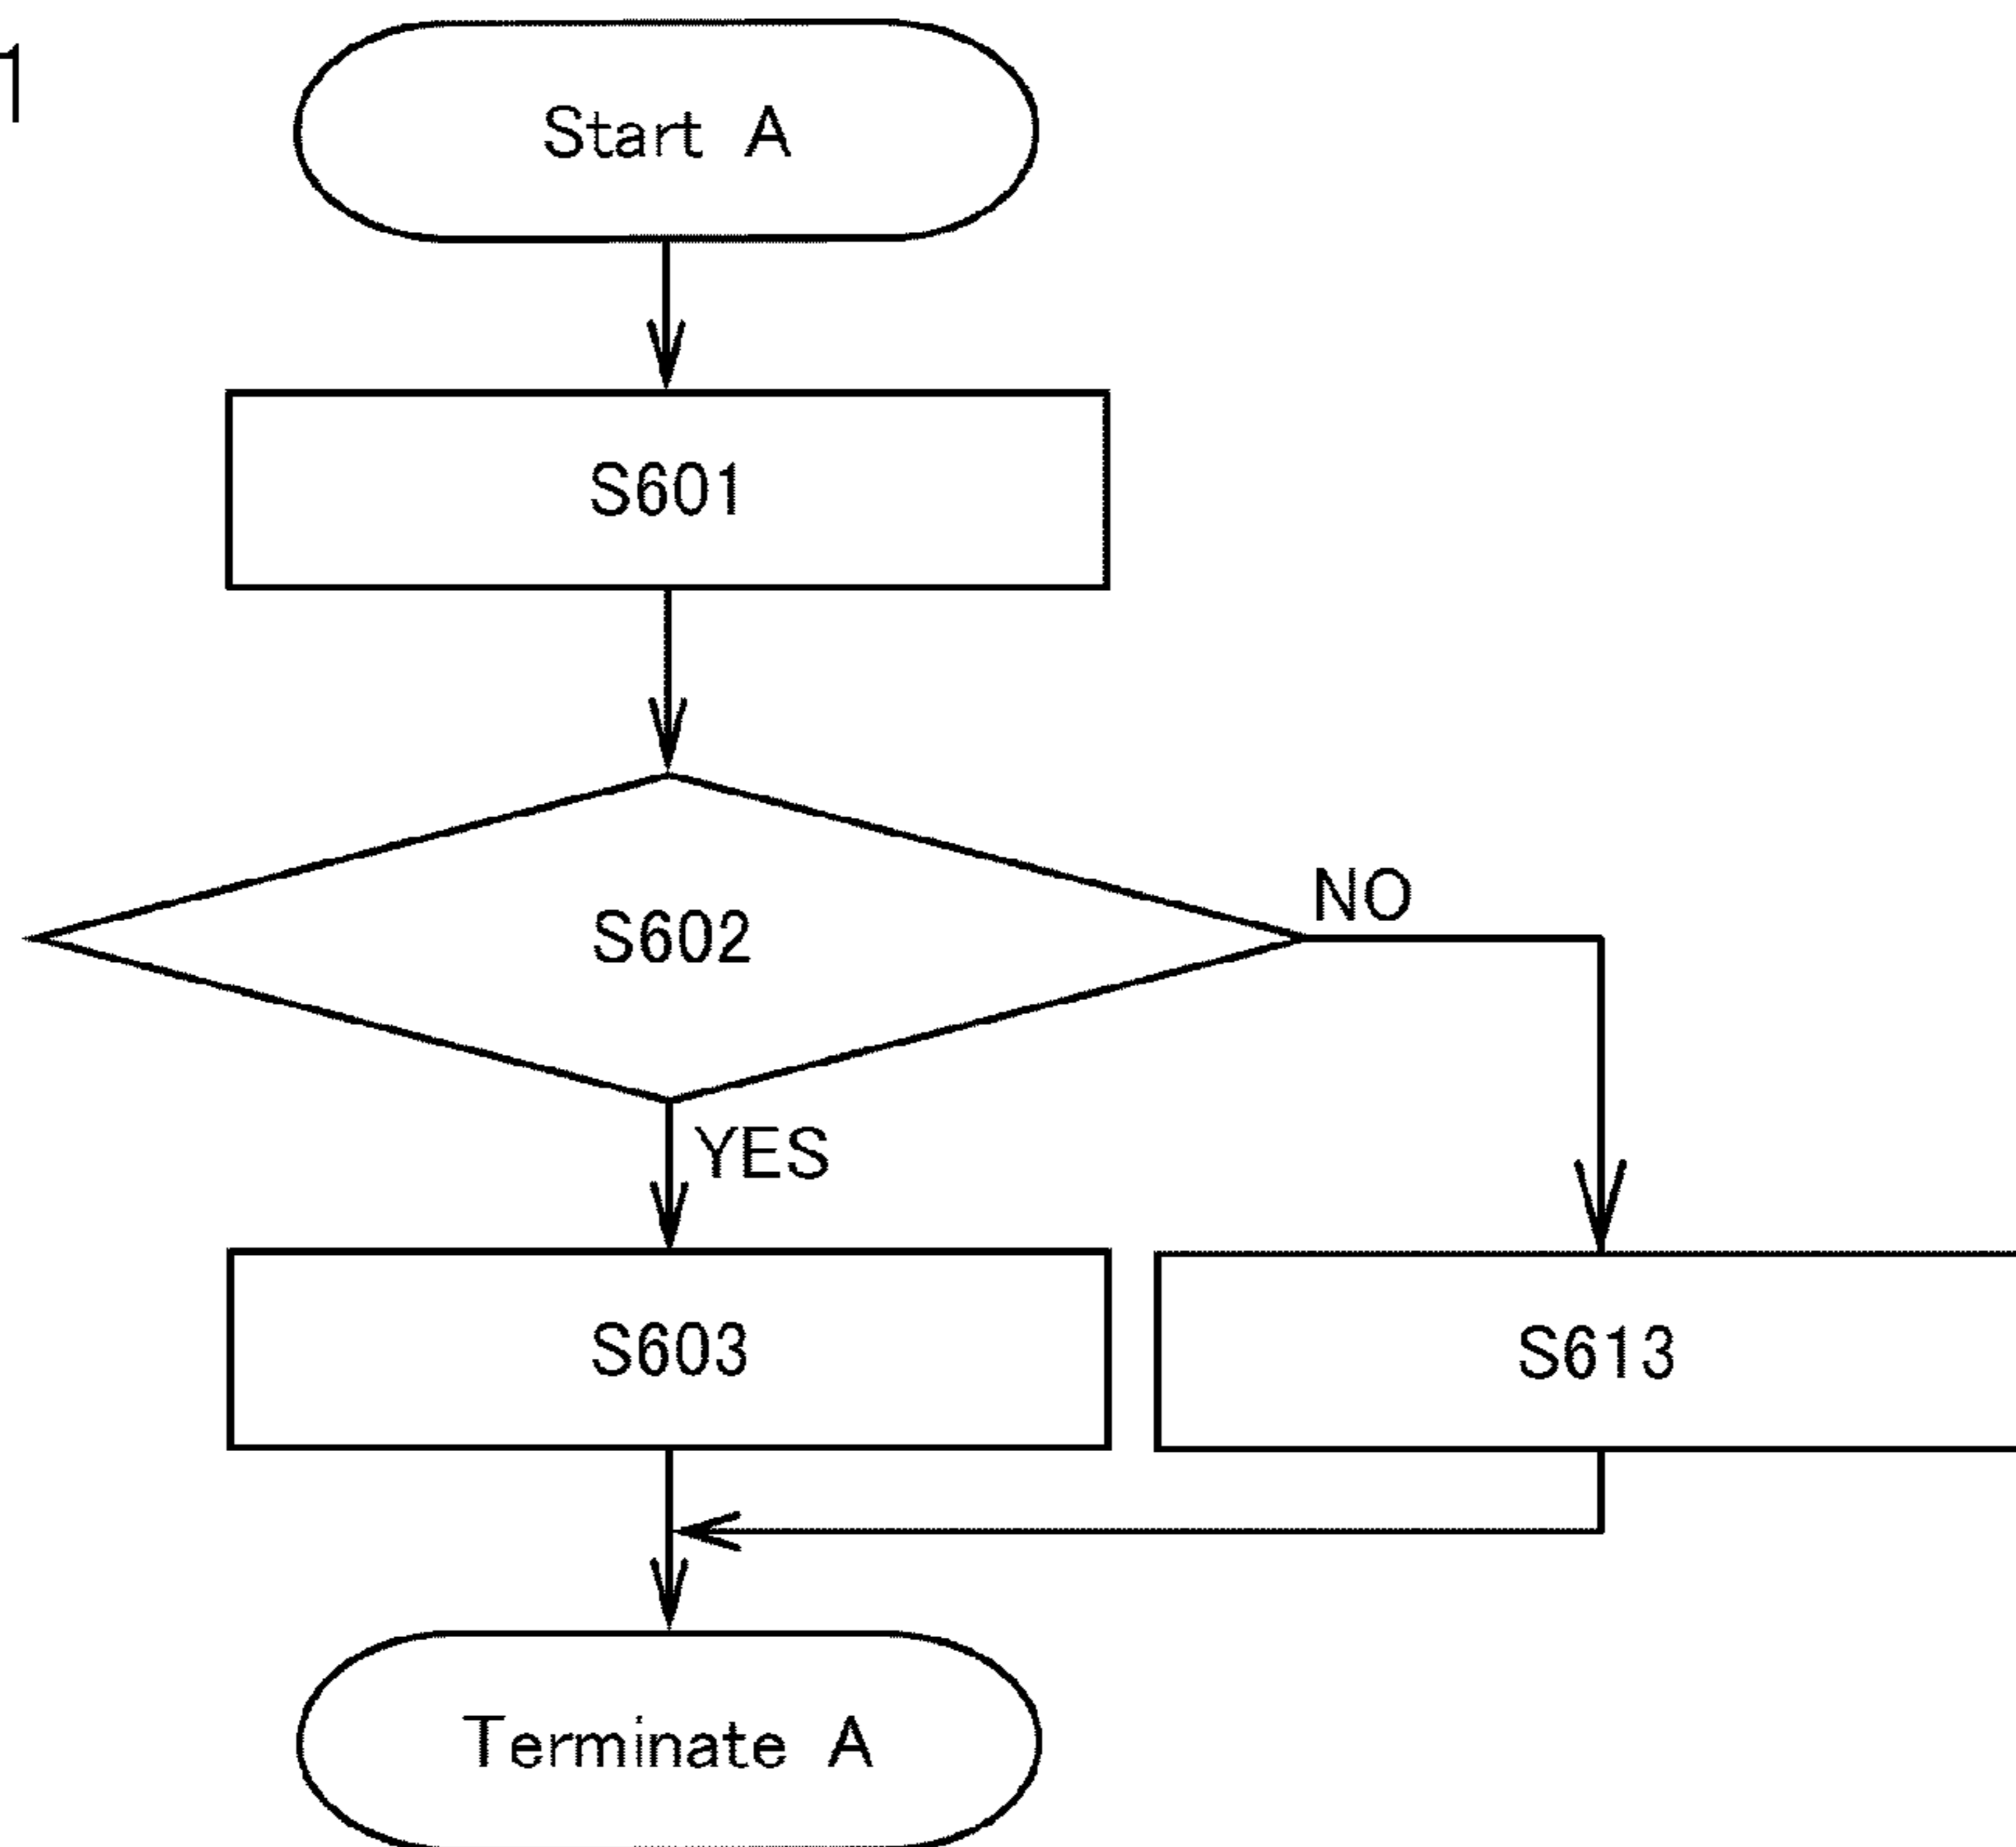 1
Start A
S601
S602
NO
YES
S603
S613
Terminate A